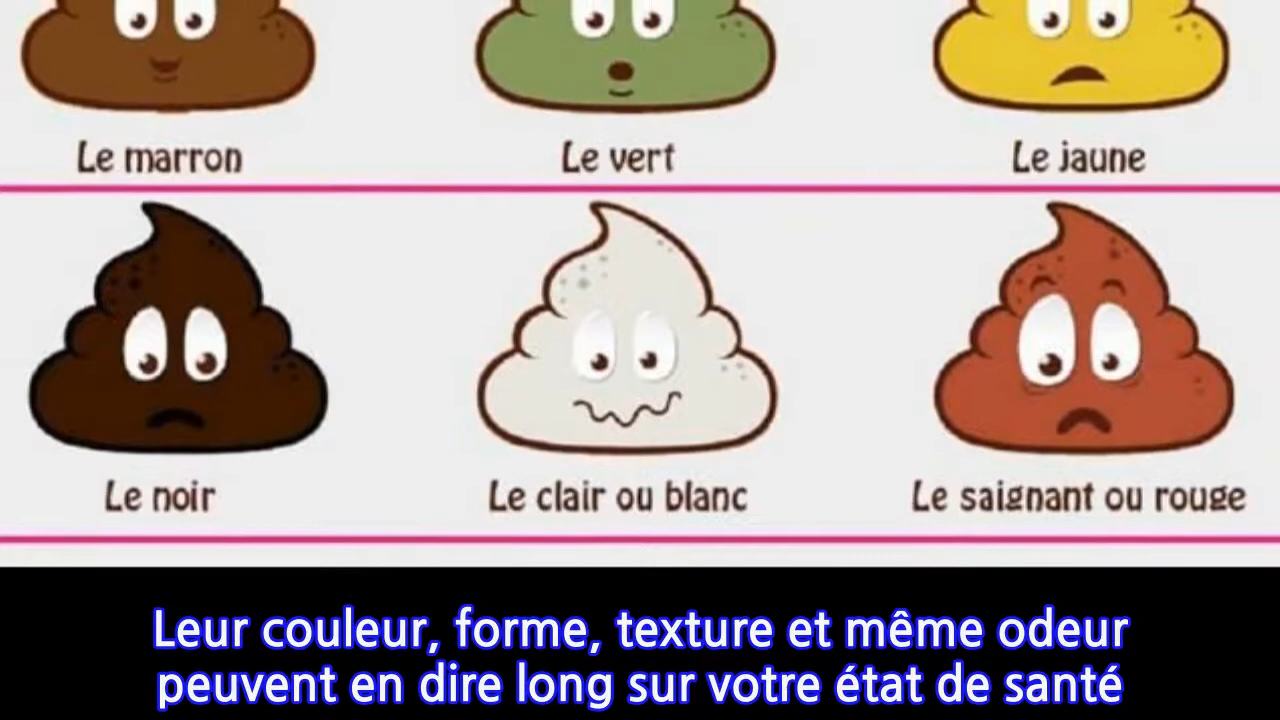 Le marron
Le vert
Le jaune
Le noir
Le clair ou blanc
Le saignant ou rouge
Leur couleur, forme, texture et même odeur
peuvent en dire long sur votre état de santé